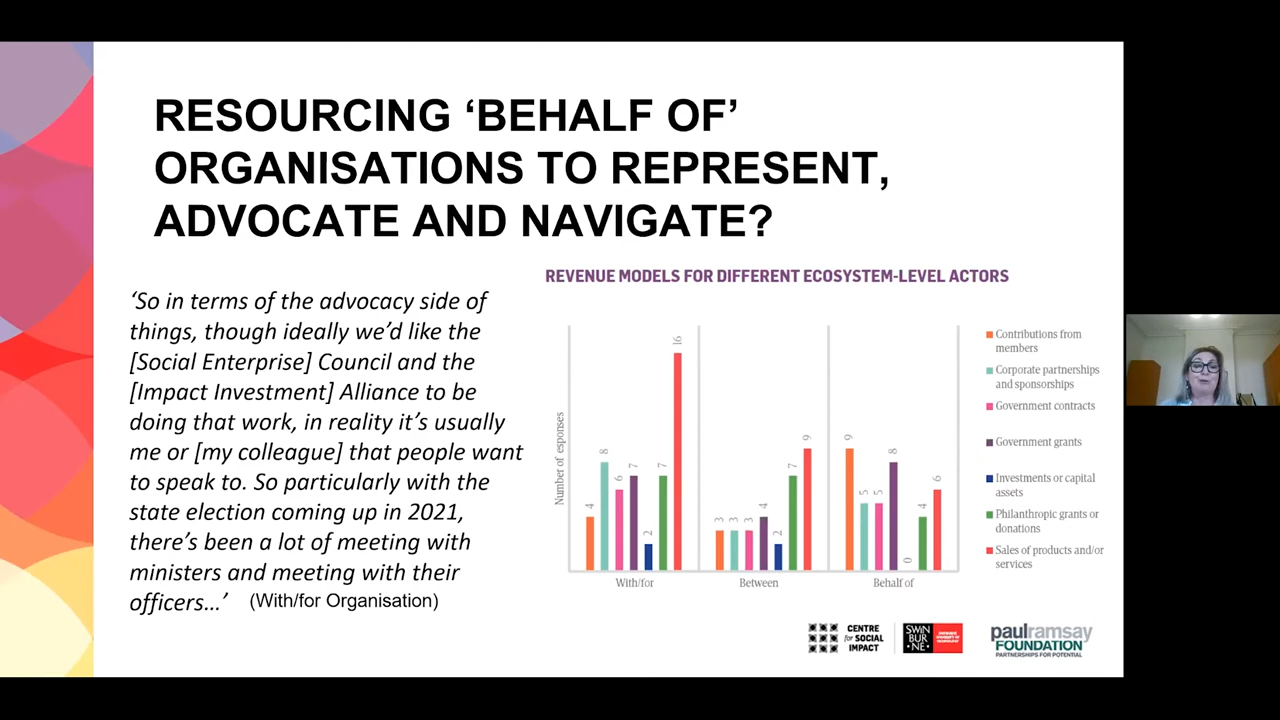 RESOURCING ‘BEHALF OF’
ORGANISATIONS TO REPRESENT,
ADVOCATE AND NAVIGATE?
‘So in terms of the advocacy side of
things, though ideally we’d like the
[Social Enterprise] Council and the
[Impact Investment] Alliance to be
doing that work, in reality it’s usually
me or [my colleague] that people want
to speak to. So particularly with the
state election coming up in 2021,
there’s been a lot of meeting with
ministers and meeting with their
officers…’ (With/for Organisation)
REVENUE MODELS FOR DIFFERENT ECOSYSTEM-LEVEL ACTORS
Number of esponses
4 8 6 7 2 7 16
3 3 3 4 2 7 9
9 5 5 8 0 4 6
With/for Between Behalf of
Contributions from
members
Corporate partnerships
and sponsorships
Government contracts
Government grants
Investments or capital
assets
Philanthropic grants or
donations
Sales of products and/or
services
CENTRE
for SOCIAL
IMPACT
SWIN
BUR
NE
paulramsay
FOUNDATION
PARTNERSHIPS FOR POTENTIAL